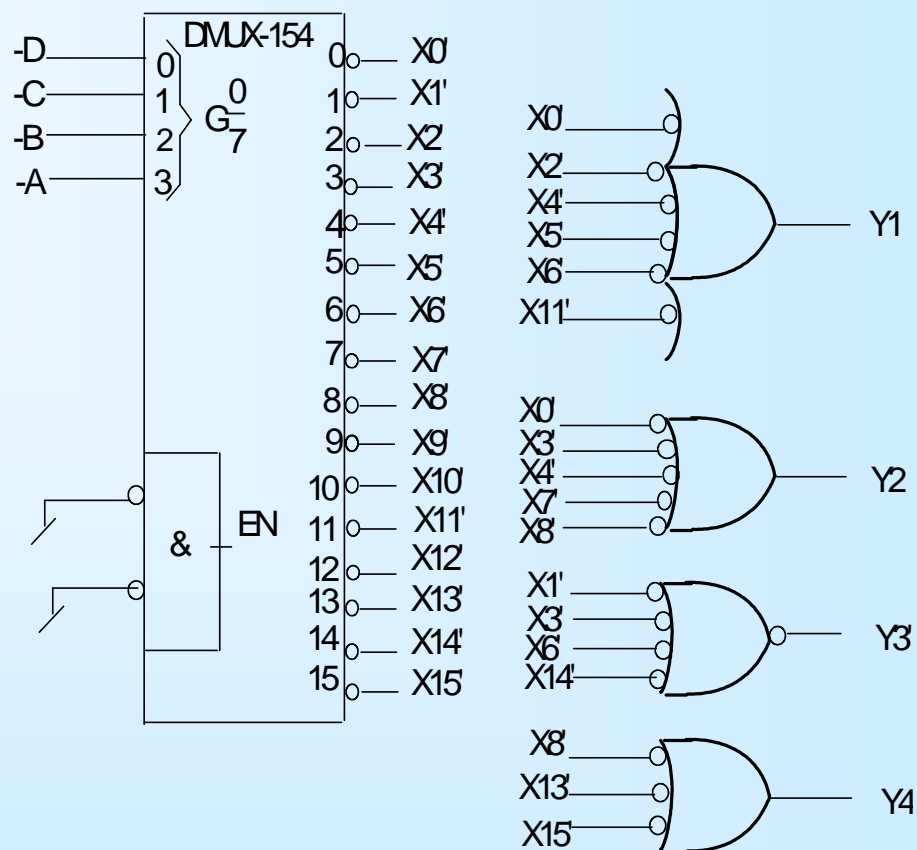 DMUX-154
-D
-C
-B
-A
0
1
2
3
G 0
7
0
1
2
3
4
5
6
7
8
9
10
11
12
13
14
15
X0'
X1'
X2'
X3'
X4'
X5'
X6'
X7'
X8'
X9'
X10'
X11'
X12'
X13'
X14'
X15'
&
EN
X0'
X2'
X4'
X5'
X6'
X11'
Y1
X0'
X3'
X4'
X7'
X8'
Y2
X1'
X3'
X6'
X14'
Y3'
X8'
X13'
X15'
Y4